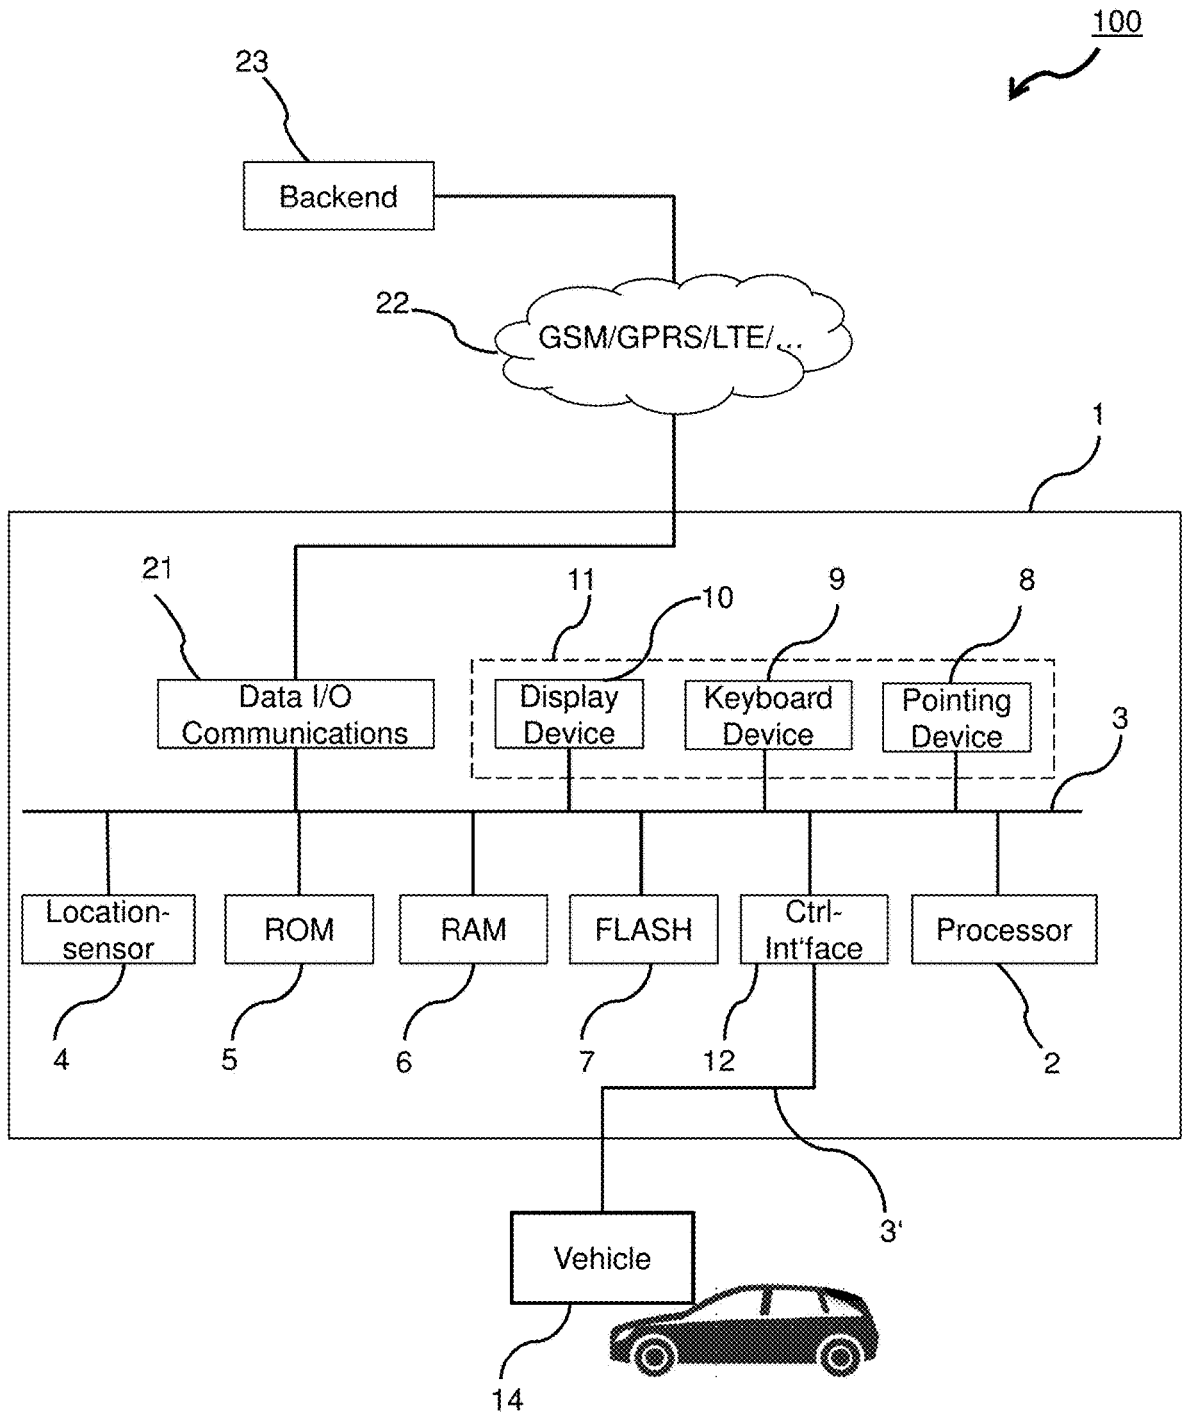 100
23
Backend
22
GSM/GPRS/LTE/...
1
21
11
10
9
8
Data I/O
Communications
Display
Device
Keyboard
Device
Pointing
Device
3
Location-
sensor
ROM
RAM
FLASH
Ctrl-
Int'face
Processor
4
5
6
7
12
2
3'
Vehicle
14